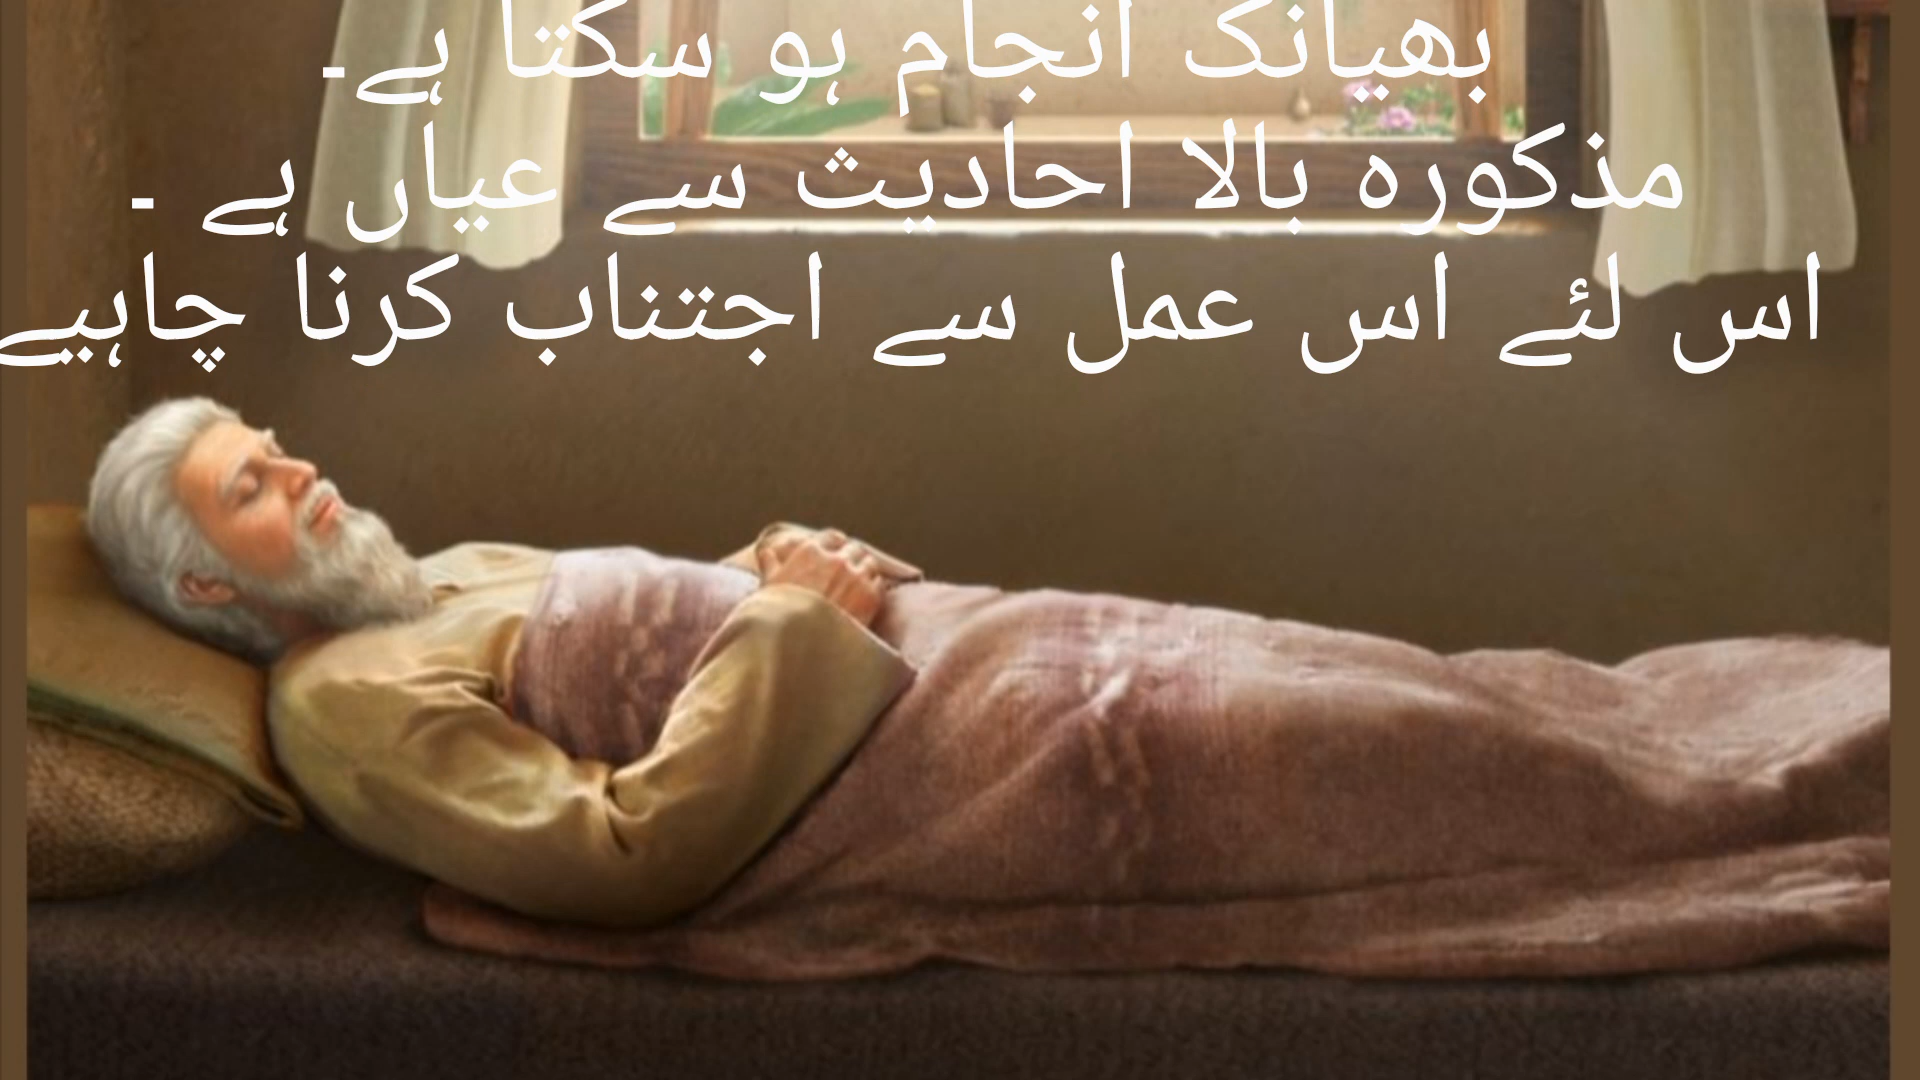 بھیانک انجام ہو سکتا ہے۔
مذکورہ بالا احادیث سے عیاں ہے ۔
اس لئے اس عمل سے اجتناب کرنا چاہیے